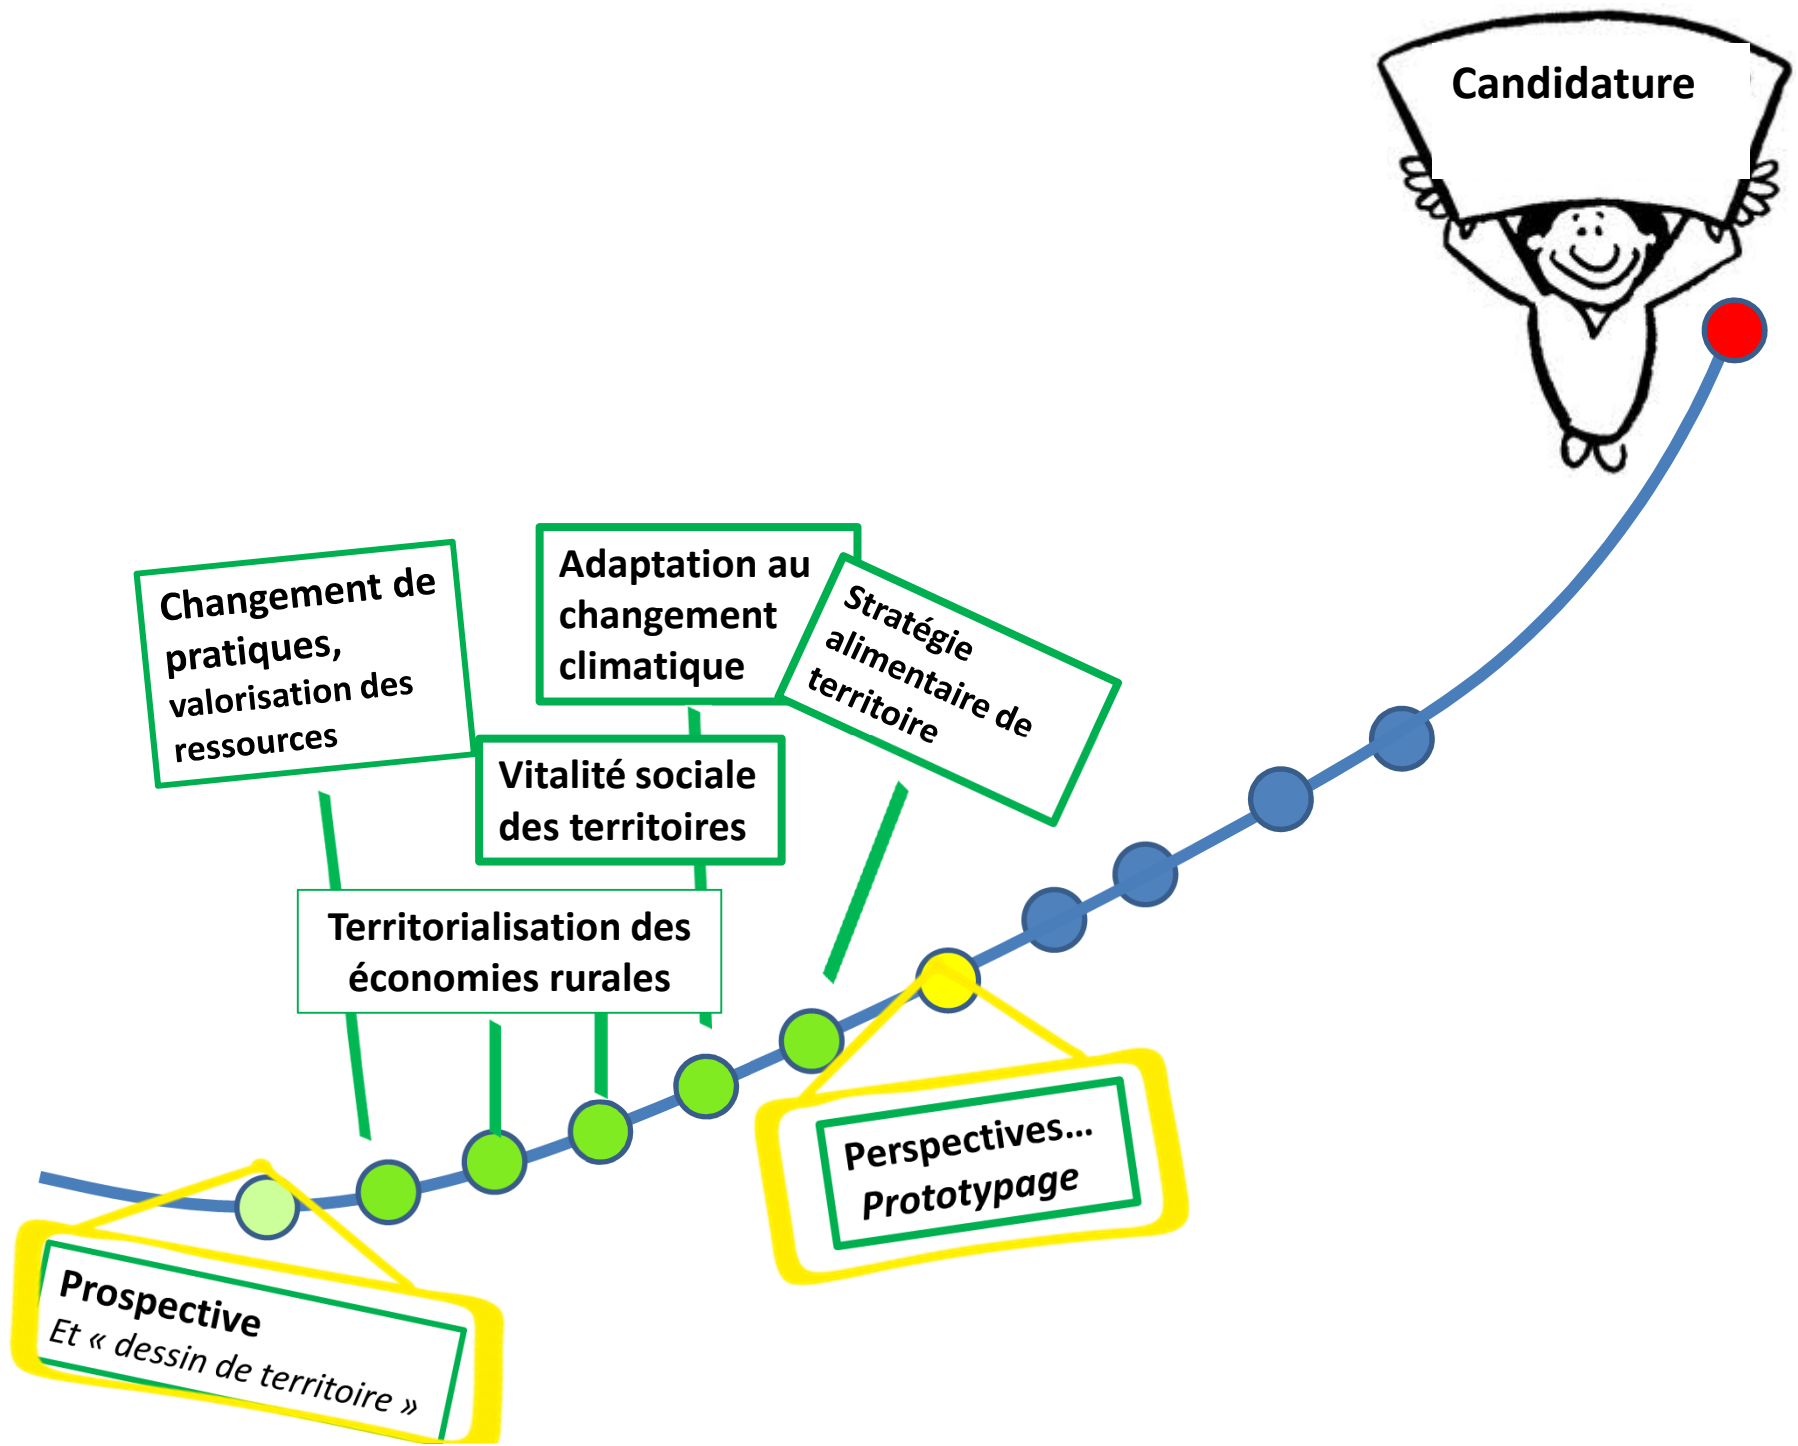 Candidature
Changement de
pratiques,
valorisation des
ressources
Adaptation au
changement
climatique
Stratégie
alimentaire de
territoire
Vitalité sociale
des territoires
Territorialisation des
économies rurales
Perspectives...
Prototypage
Prospective
Et « dessin de territoire »